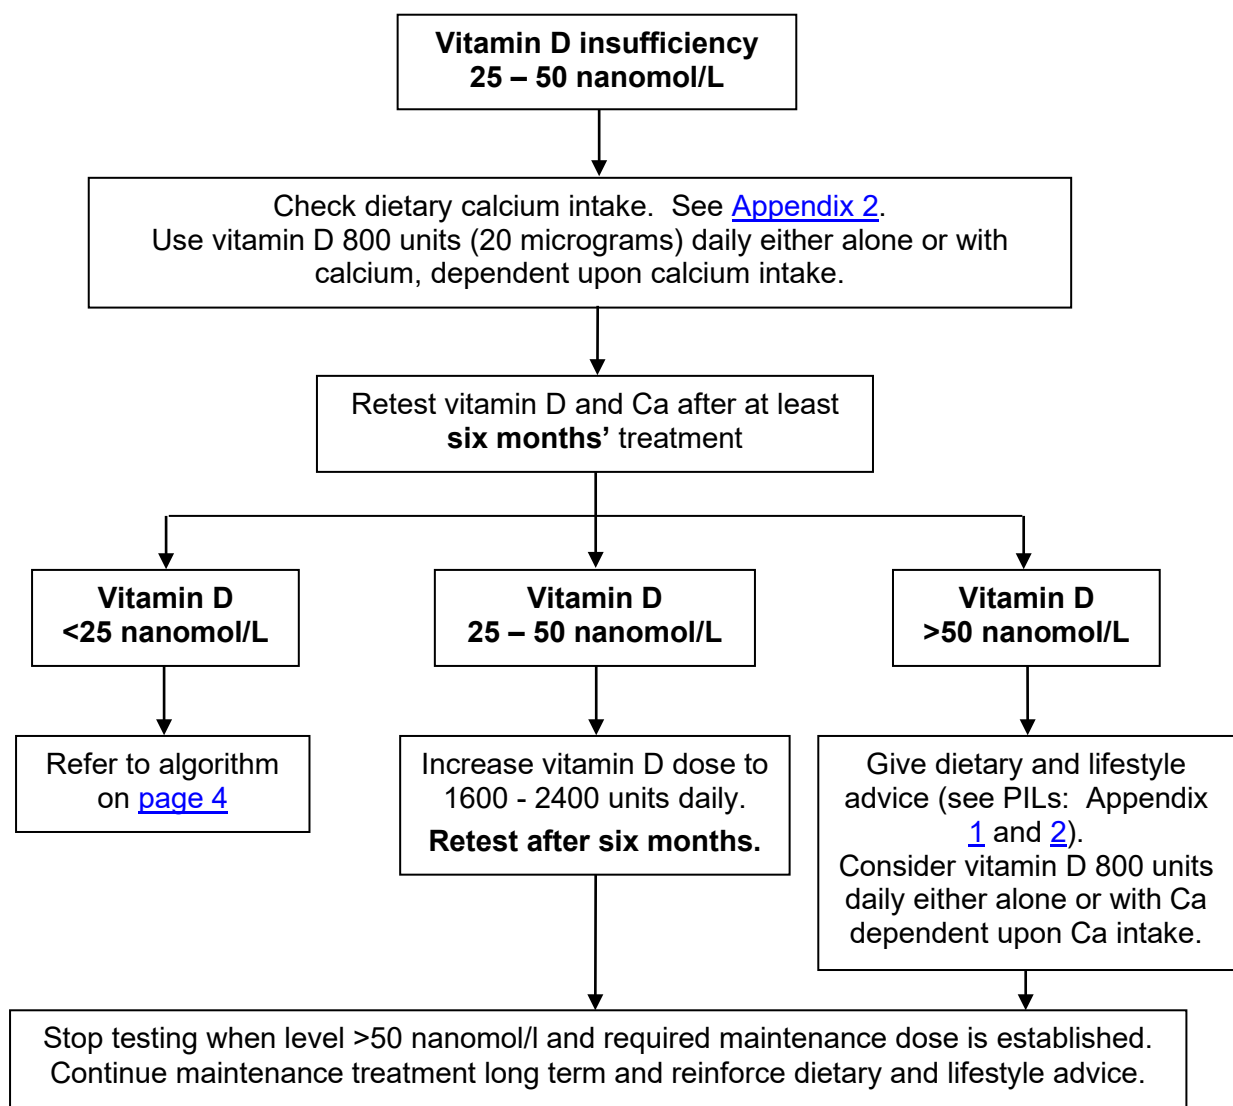 Vitamin D insufficiency
25 – 50 nanomol/L
Check dietary calcium intake.  See Appendix 2.
Use vitamin D 800 units (20 micrograms) daily either alone or with
calcium, dependent upon calcium intake.
Retest vitamin D and Ca after at least
six months’ treatment
Vitamin D
<25 nanomol/L
Vitamin D
25 – 50 nanomol/L
Vitamin D
>50 nanomol/L
Refer to algorithm
on page 4
Increase vitamin D dose to
1600 - 2400 units daily.
Retest after six months.
Give dietary and lifestyle
advice (see PILs:  Appendix
1 and 2).
Consider vitamin D 800 units
daily either alone or with Ca
dependent upon Ca intake.
Stop testing when level >50 nanomol/l and required maintenance dose is established.
Continue maintenance treatment long term and reinforce dietary and lifestyle advice.